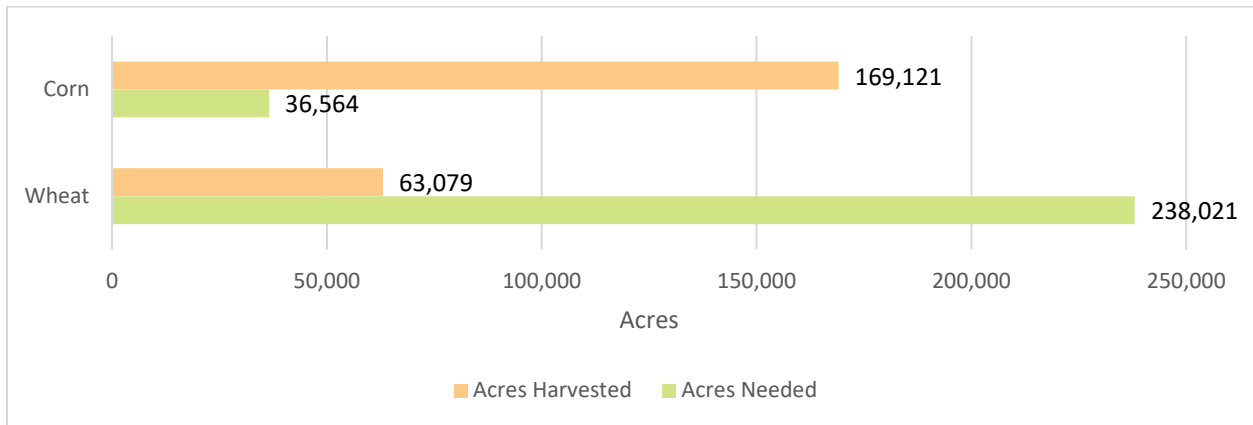 Corn
169,121
36,564
Wheat
63,079
238,021
0 50,000 100,000 150,000 200,000 250,000
Acres
Acres Harvested Acres Needed